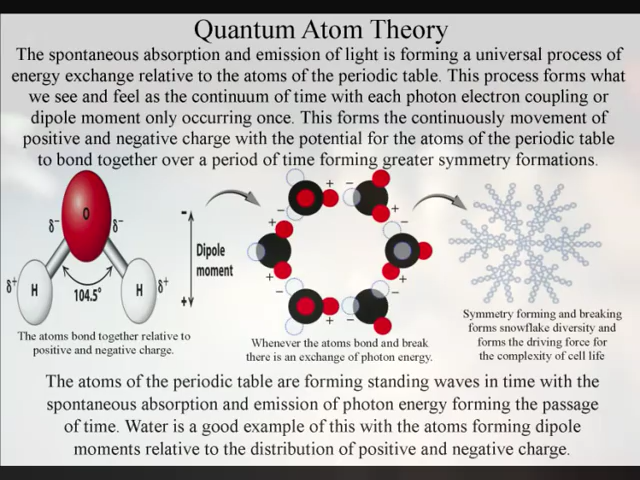 Quantum Atom Theory
The spontaneous absorption and emission of light is forming a universal process of
energy exchange relative to the atoms of the periodic table. This process forms what
we see and feel as the continuum of time with each photon electron coupling or
dipole moment only occurring once. This forms the continuously movement of
positive and negative charge with the potential for the atoms of the periodic table
to bond together over a period of time forming greater symmetry formations.
O
δ⁻ δ⁻
δ⁺ H 104.5° H δ⁺
-
Dipole
moment
+
+ −
− +
+ −
− +
+ −
− +
The atoms bond together relative to
positive and negative charge.
Whenever the atoms bond and break
there is an exchange of photon energy.
Symmetry forming and breaking
forms snowflake diversity and
forms the driving force for
the complexity of cell life
The atoms of the periodic table are forming standing waves in time with the
spontaneous absorption and emission of photon energy forming the passage
of time. Water is a good example of this with the atoms forming dipole
moments relative to the distribution of positive and negative charge.